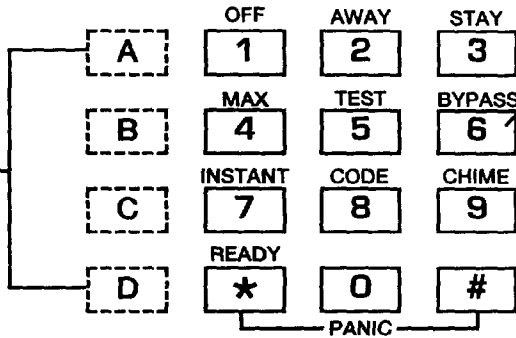 OFF AWAY STAY
A 1 2 3
MAX TEST BYPASS
B 4 5 6
INSTANT CODE CHIME
C 7 8 9
READY
D * 0 #
PANIC